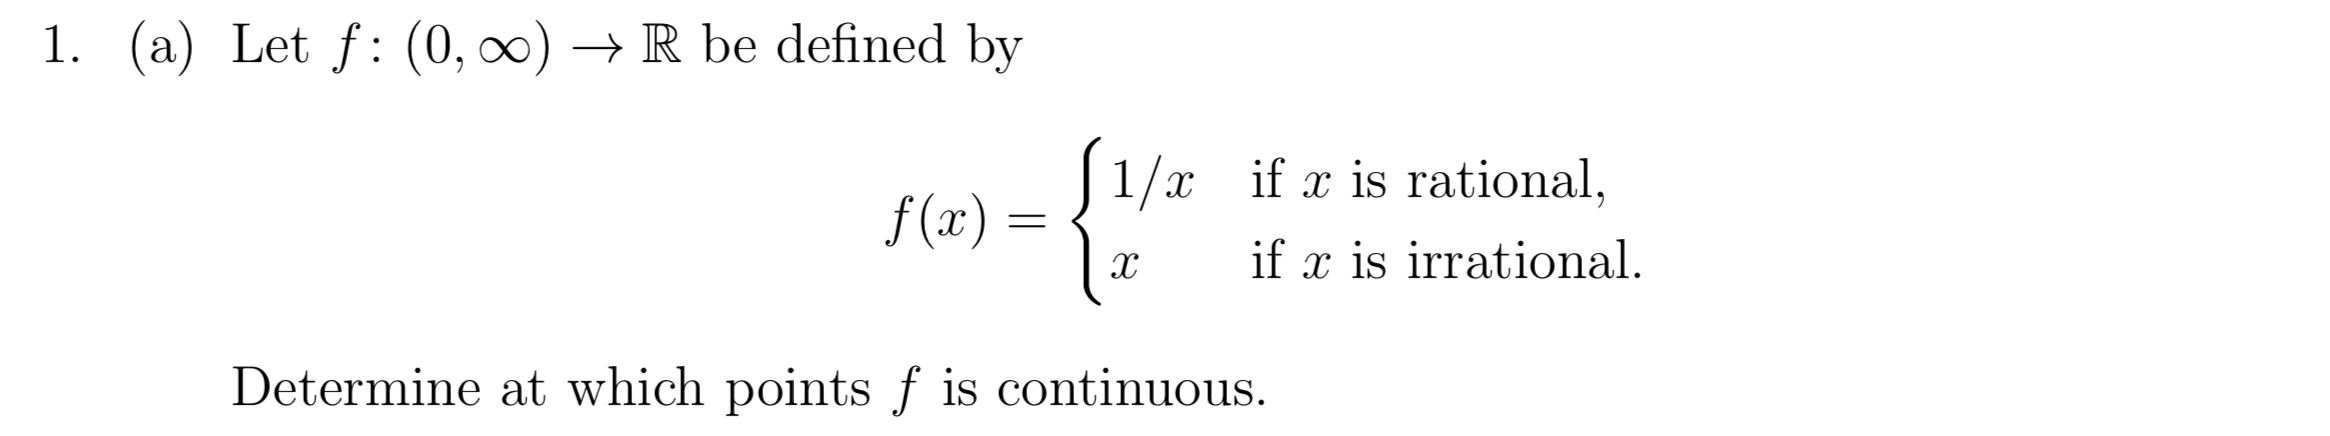 1. (a) Let f: (0, ∞) → ℝ be defined by
f(x) = { 1/x if x is rational,
x if x is irrational.
Determine at which points f is continuous.